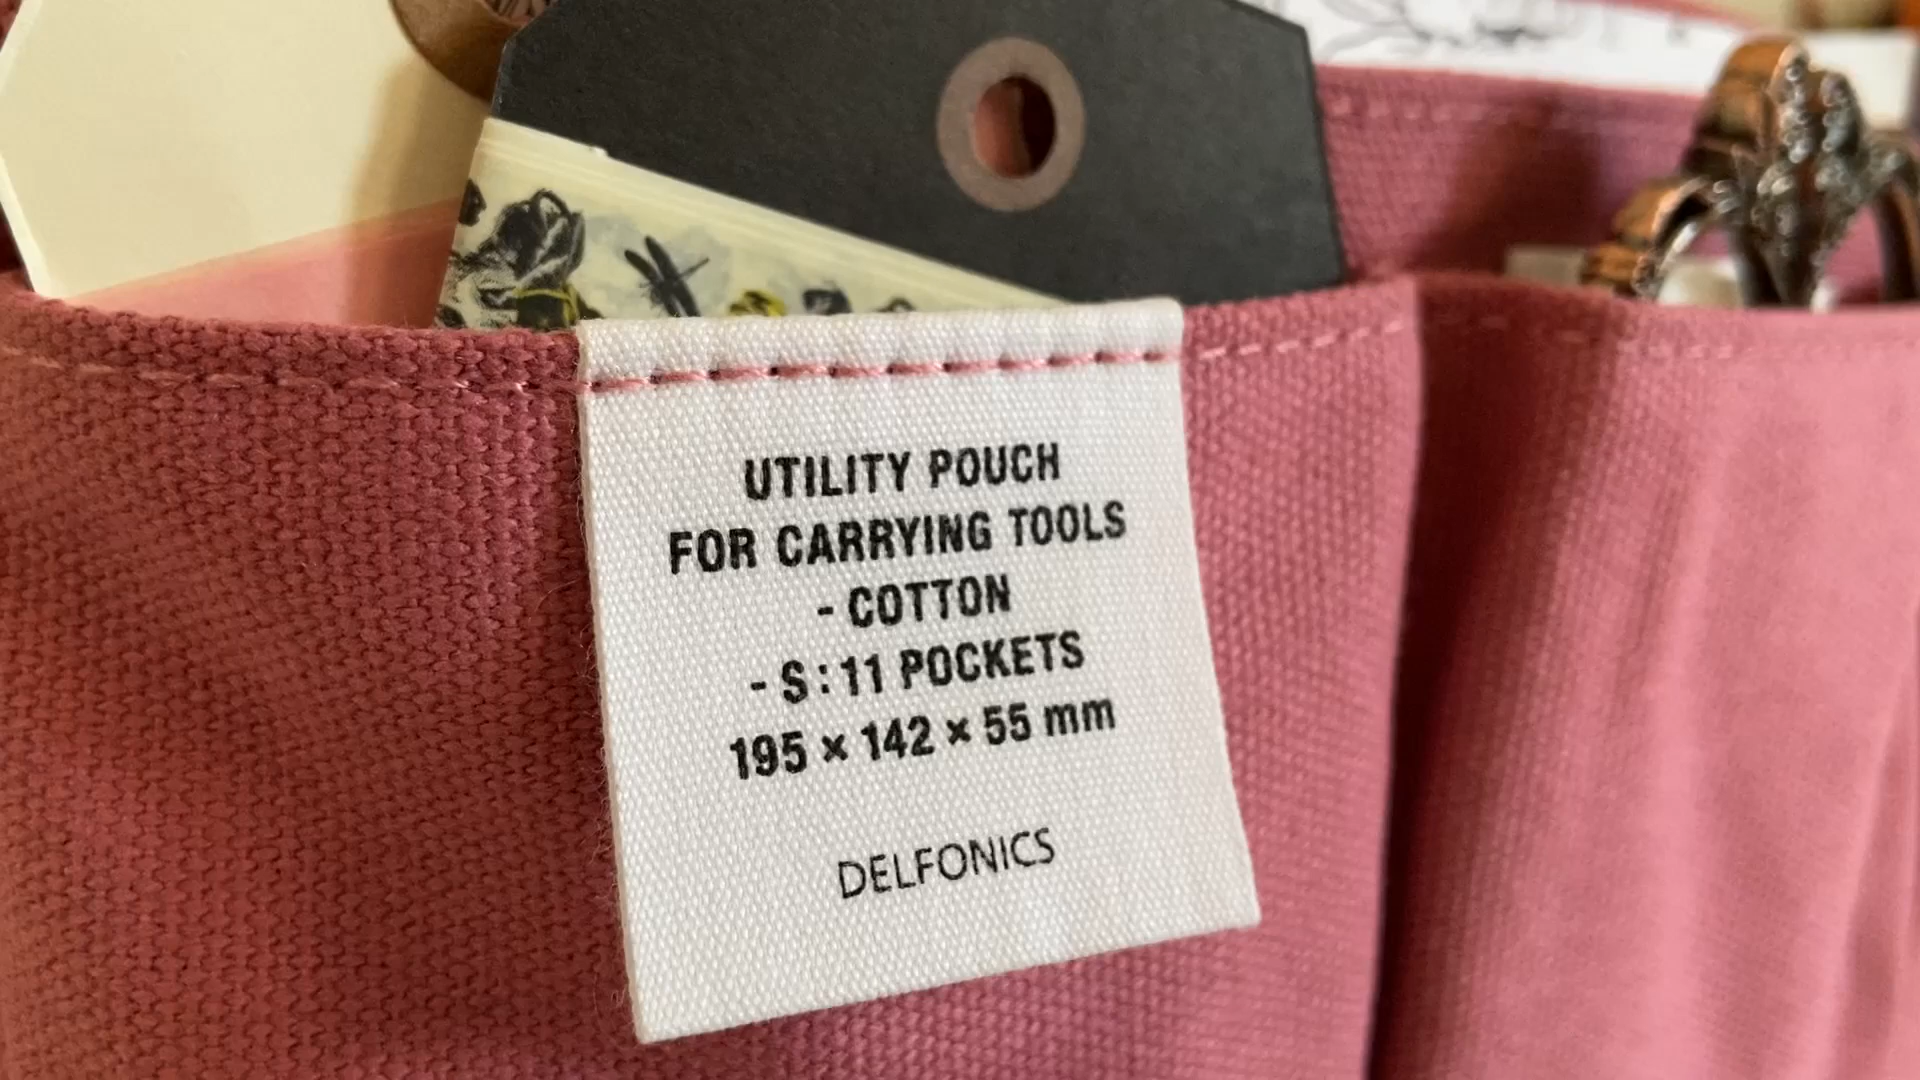 UTILITY POUCH
FOR CARRYING TOOLS
- COTTON
- S : 11 POCKETS
195 × 142 × 55 mm
DELFONICS